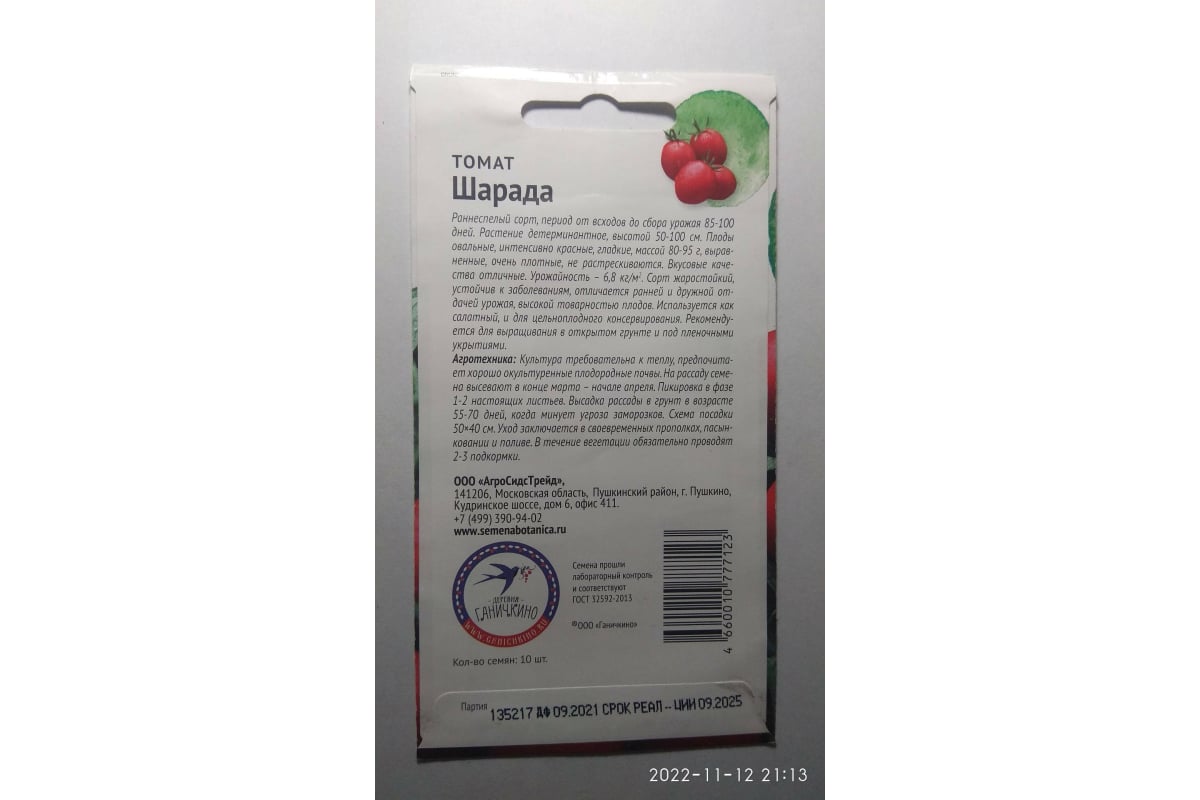 ТОМАТ
Шарада
Раннеспелый сорт, период от всходов до сбора урожая 85-100
дней. Растение детерминантное, высотой 50-100 см. Плоды
овальные, интенсивно красные, гладкие, массой 80-95 г, вырав-
ненные, очень плотные, не растрескиваются. Вкусовые каче-
ства отличные. Урожайность – 6,8 кг/м². Сорт жаростойкий,
устойчив к заболеваниям, отличается ранней и дружной от-
дачей урожая, высокой товарностью плодов. Используется как
салатный, и для цельноплодного консервирования. Рекоменду-
ется для выращивания в открытом грунте и под пленочными
укрытиями.
Агротехника: Культура требовательна к теплу, предпочита-
ет хорошо окультуренные плодородные почвы. На рассаду семе-
на высевают в конце марта – начале апреля. Пикировка в фазе
1-2 настоящих листьев. Высадка рассады в грунт в возрасте
55-70 дней, когда минует угроза заморозков. Схема посадки
50×40 см. Уход заключается в своевременных прополках, пасын-
ковании и поливе. В течение вегетации обязательно проводят
2-3 подкормки.
ООО «АгроСидсТрейд»,
141206, Московская область, Пушкинский район, г. Пушкино,
Кудринское шоссе, дом 6, офис 411.
+7 (499) 390-94-02
www.semenabotanica.ru
ДЕРЕВНЯ
ГАНИЧКИНО
WWW.GANICHKINO.RU
Семена прошли
лабораторный контроль
и соответствуют
ГОСТ 32592-2013
®ООО «Ганичкино»
4 660010 777123
Кол-во семян: 10 шт.
Партия 135217 ДФ 09.2021 СРОК РЕАЛ--ЦИИ 09.2025
2022-11-12 21:13